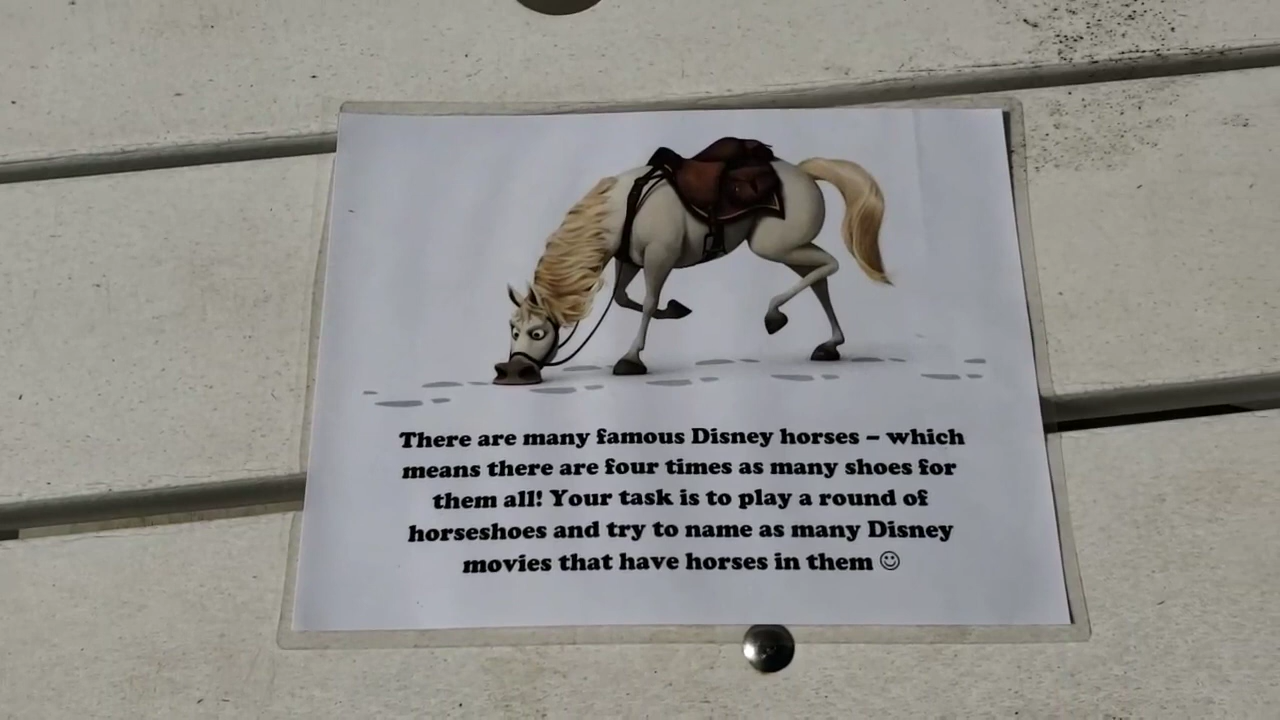 There are many famous Disney horses – which
means there are four times as many shoes for
them all! Your task is to play a round of
horseshoes and try to name as many Disney
movies that have horses in them ☺